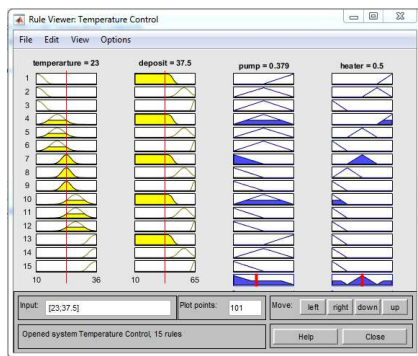 Rule Viewer: Temperature Control
File Edit View Options
temperarture = 23
deposit = 37.5
pump = 0.379
heater = 0.5
1
2
3
4
5
6
7
8
9
10
11
12
13
14
15
10 36
10 65
Input: [23;37.5]
Plot points: 101
Move: left right down up
Opened system Temperature Control, 15 rules
Help Close